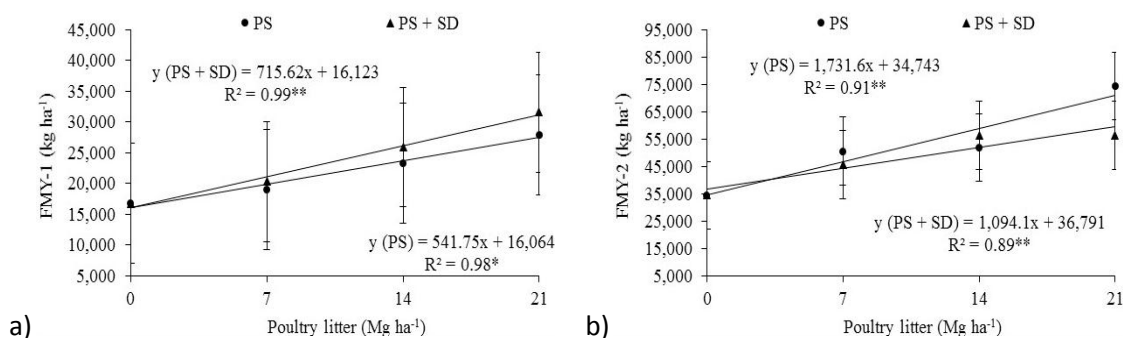 PS PS + SD
45,000
40,000
35,000
30,000
25,000
20,000
15,000
10,000
5,000
FMY-1 (kg ha⁻¹)
y (PS + SD) = 715.62x + 16,123
R² = 0.99**
y (PS) = 541.75x + 16,064
R² = 0.98*
0 7 14 21
Poultry litter (Mg ha⁻¹)
a)
PS PS + SD
95,000
85,000
75,000
65,000
55,000
45,000
35,000
25,000
15,000
5,000
FMY-2 (kg ha⁻¹)
y (PS) = 1,731.6x + 34,743
R² = 0.91**
y (PS + SD) = 1,094.1x + 36,791
R² = 0.89**
0 7 14 21
Poultry litter (Mg ha⁻¹)
b)